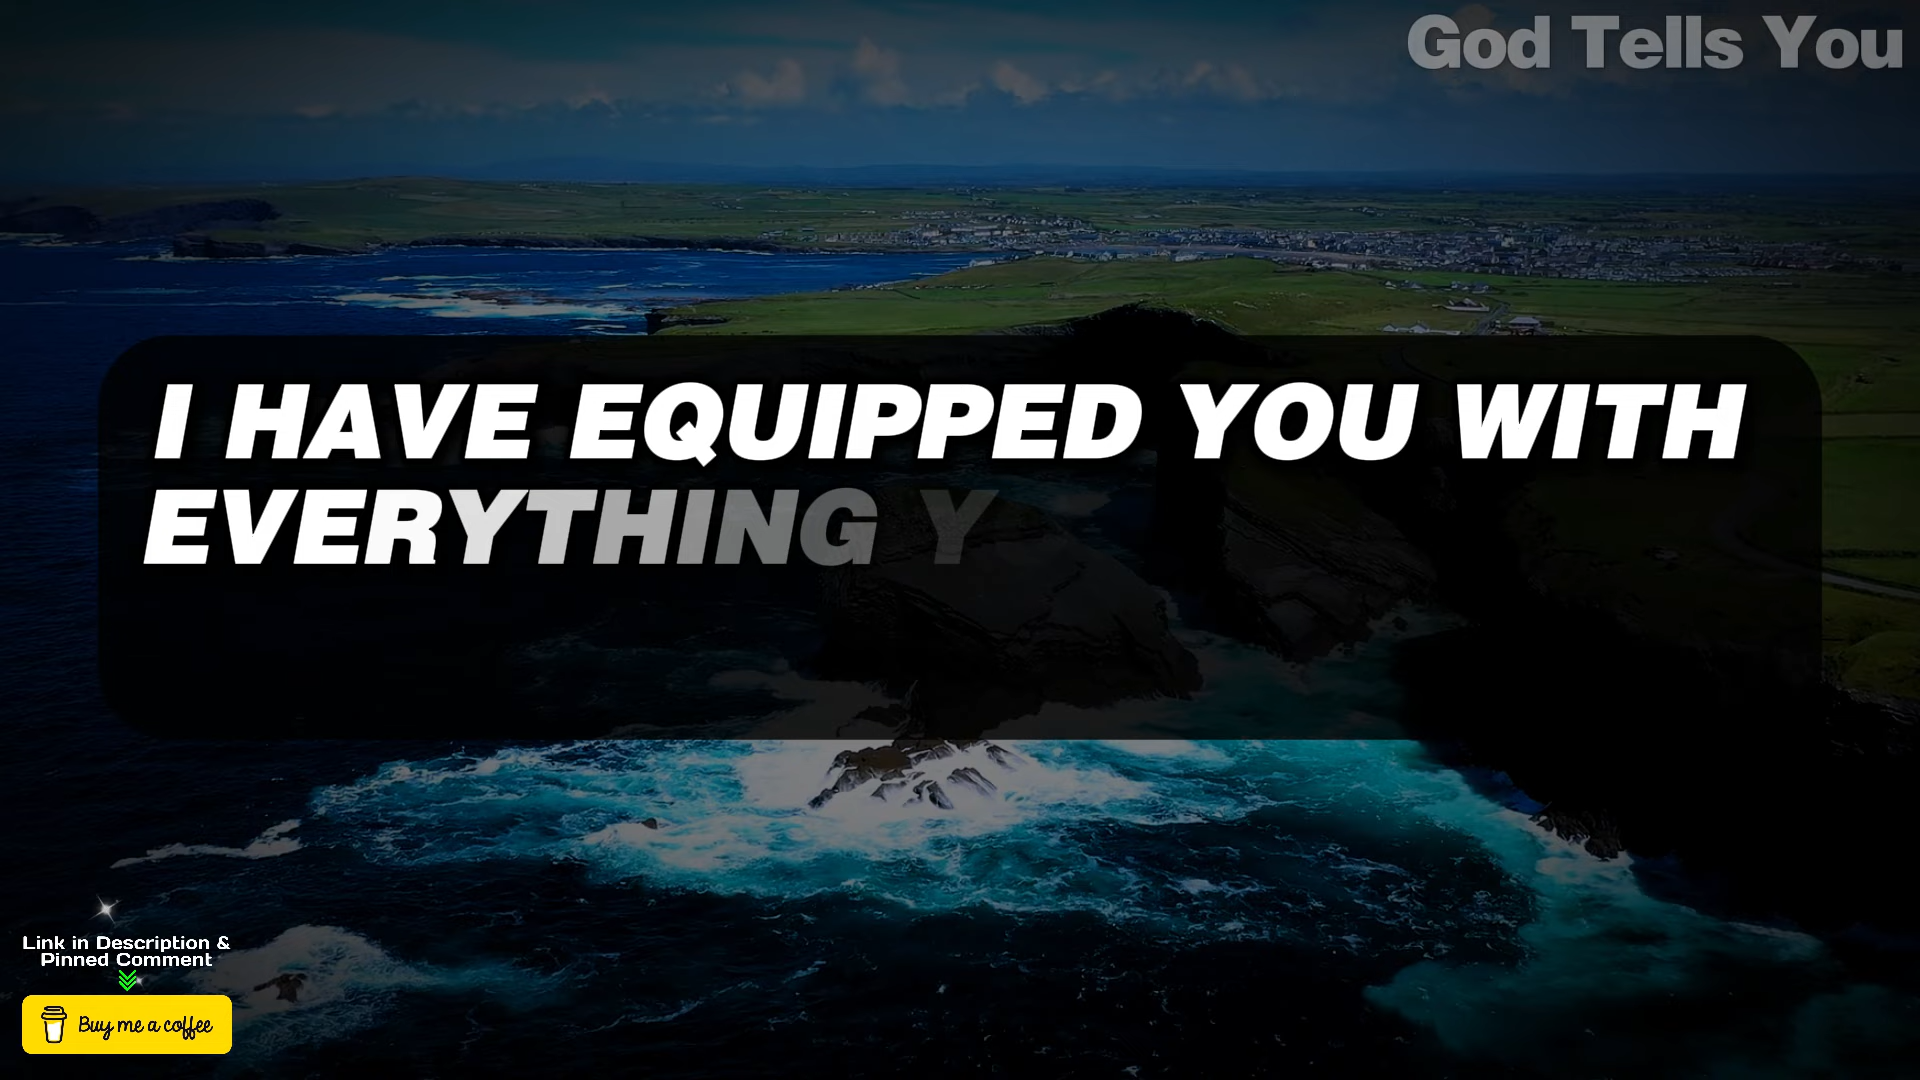 God Tells You
I HAVE EQUIPPED YOU WITH
EVERYTHING Y
Link in Description &
Pinned Comment
Buy me a coffee